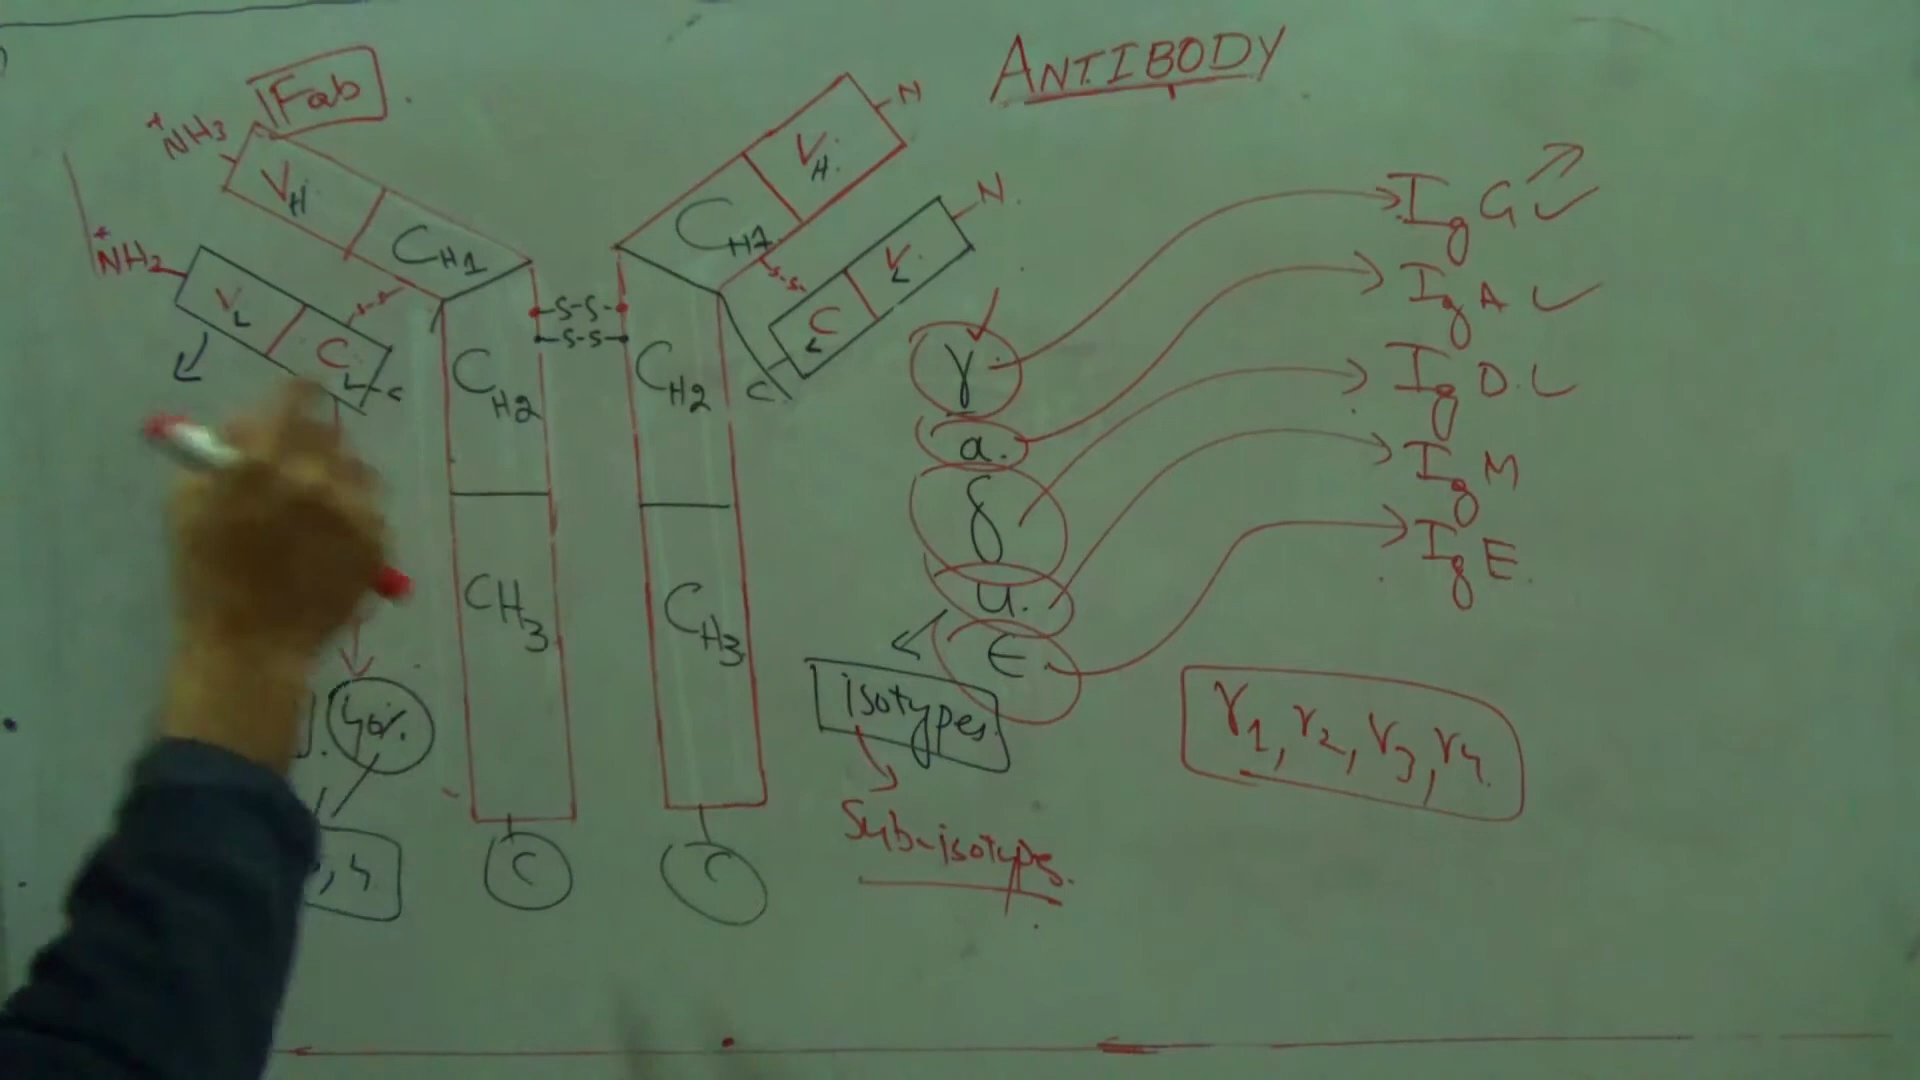 ANTIBODY
Fab
+NH3
VH
CH1
+NH2
VL
CL
S-S
C
N
VH
CH1
N
VL
CL
S-S
C
S-S
S-S
CH2
CH2
CH3
CH3
C
C
γ
a.
δ
u.
ϵ
IgG
IgA
IgD.
IgM
IgE.
isotypes.
Sub-isotypes.
γ1, γ2, γ3, γ4